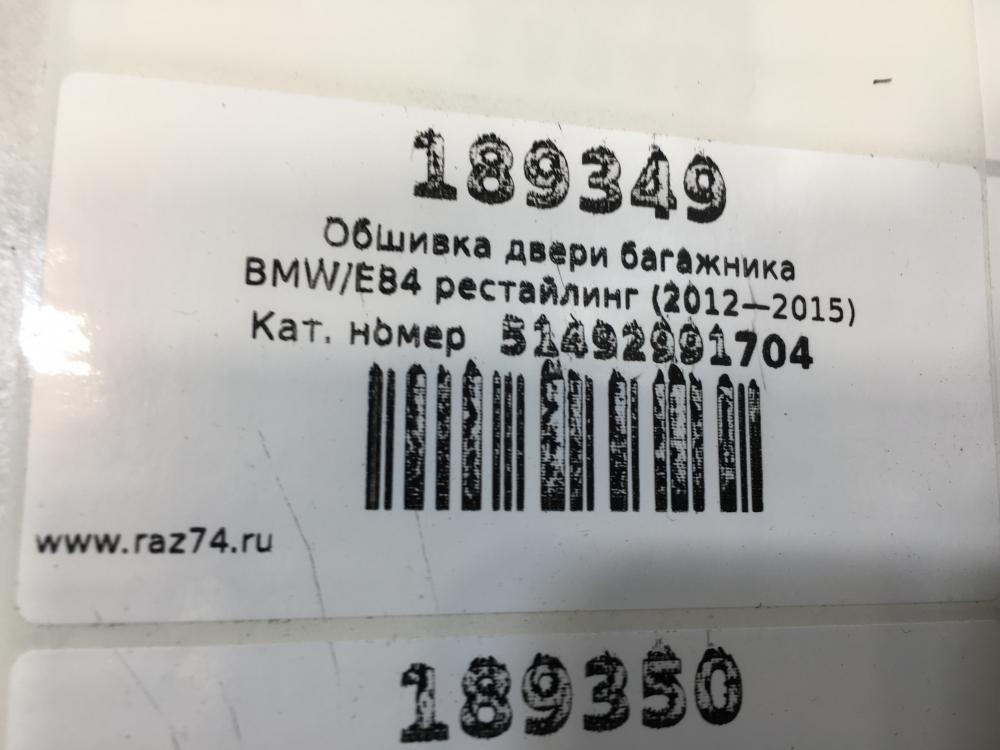 189349
Обшивка двери багажника
BMW/E84 рестайлинг (2012—2015)
Кат. номер 51492991704
www.raz74.ru
189350